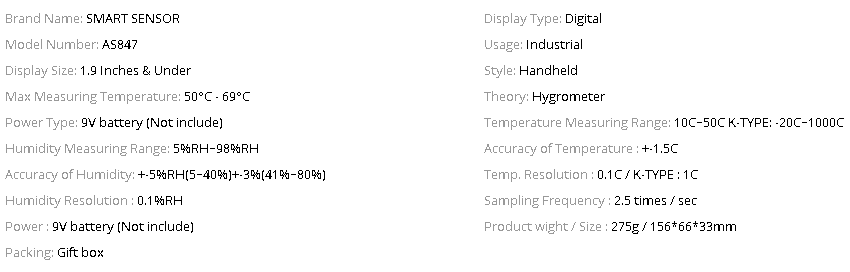 Brand Name: SMART SENSOR
Display Type: Digital
Model Number: AS847
Usage: Industrial
Display Size: 1.9 Inches & Under
Style: Handheld
Max Measuring Temperature: 50°C - 69°C
Theory: Hygrometer
Power Type: 9V battery (Not include)
Temperature Measuring Range: 10C~50C K-TYPE: -20C~1000C
Humidity Measuring Range: 5%RH~98%RH
Accuracy of Temperature : +-1.5C
Accuracy of Humidity: +-5%RH(5~40%)+-3%(41%~80%)
Temp. Resolution : 0.1C / K-TYPE : 1C
Humidity Resolution : 0.1%RH
Sampling Frequency : 2.5 times / sec
Power : 9V battery (Not include)
Product wight / Size : 275g / 156*66*33mm
Packing: Gift box